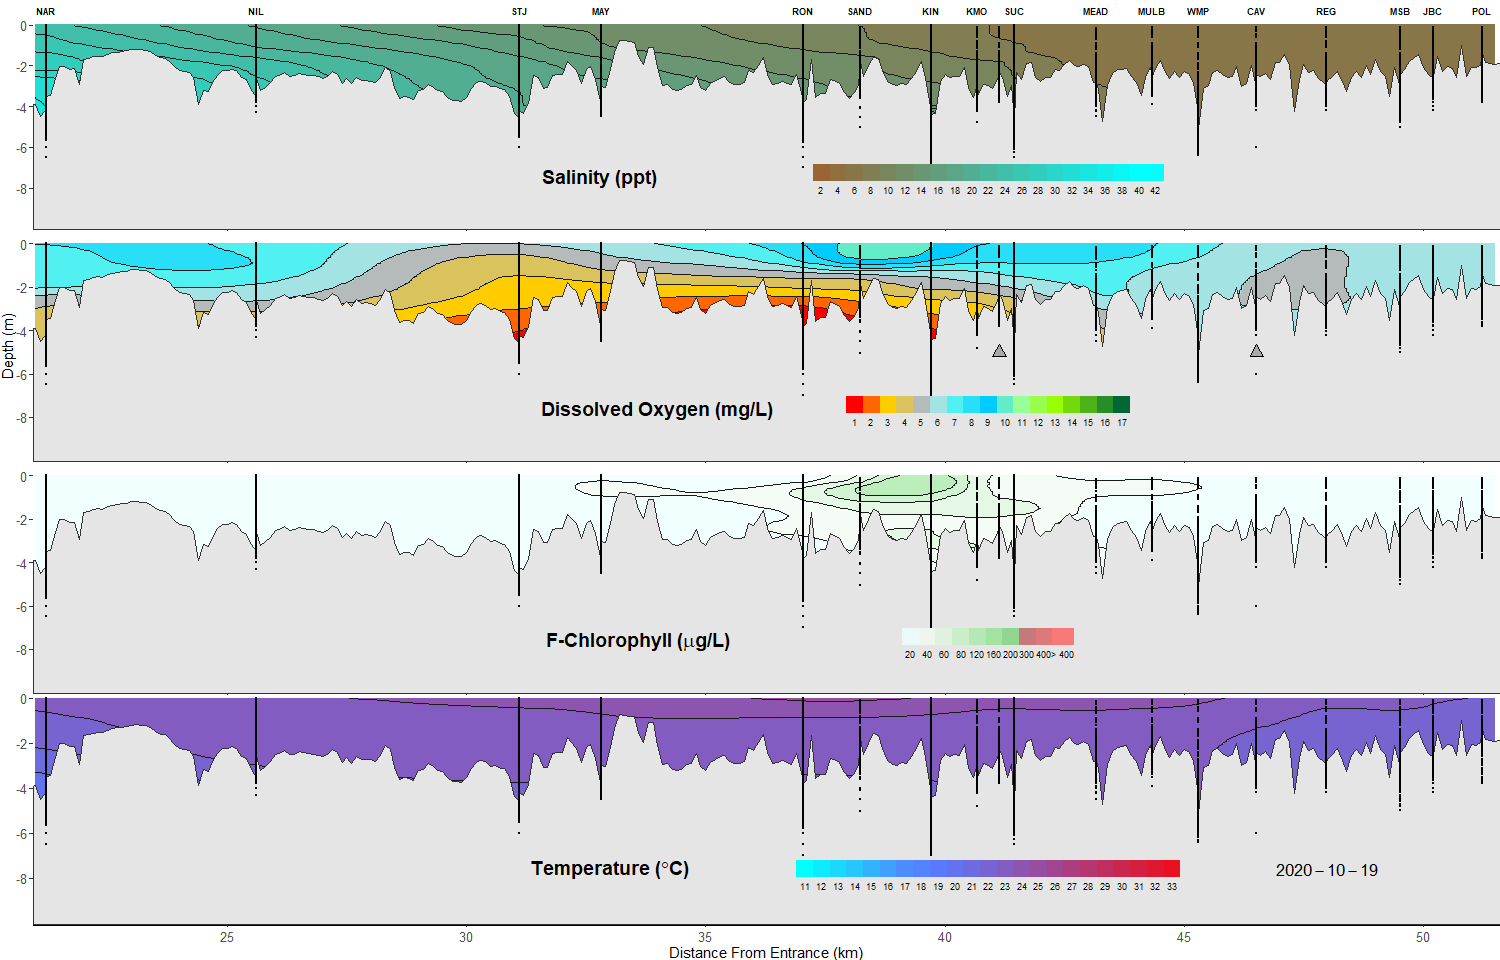 NAR NIL STJ MAY RON SAND KIN KMO SUC MEAD MULB WMP CAV REG MSB JBC POL
0
-2
-4
-6
-8
Salinity (ppt)
2 4 6 8 10 12 14 16 18 20 22 24 26 28 30 32 34 36 38 40 42
0
-2
-4
-6
-8
Depth (m)
Dissolved Oxygen (mg/L)
1 2 3 4 5 6 7 8 9 10 11 12 13 14 15 16 17
0
-2
-4
-6
-8
F-Chlorophyll (μg/L)
20 40 60 80 120 160 200 300 400 > 400
0
-2
-4
-6
-8
Temperature (°C)
11 12 13 14 15 16 17 18 19 20 21 22 23 24 25 26 27 28 29 30 31 32 33
2020 – 10 – 19
25 30 35 40 45 50
Distance From Entrance (km)